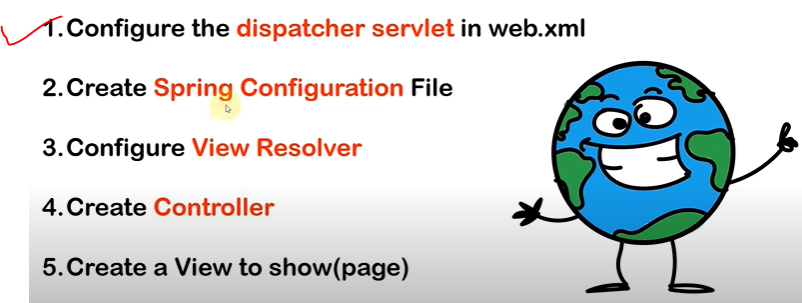 1.Configure the dispatcher servlet in web.xml
2.Create Spring Configuration File
3.Configure View Resolver
4.Create Controller
5.Create a View to show(page)